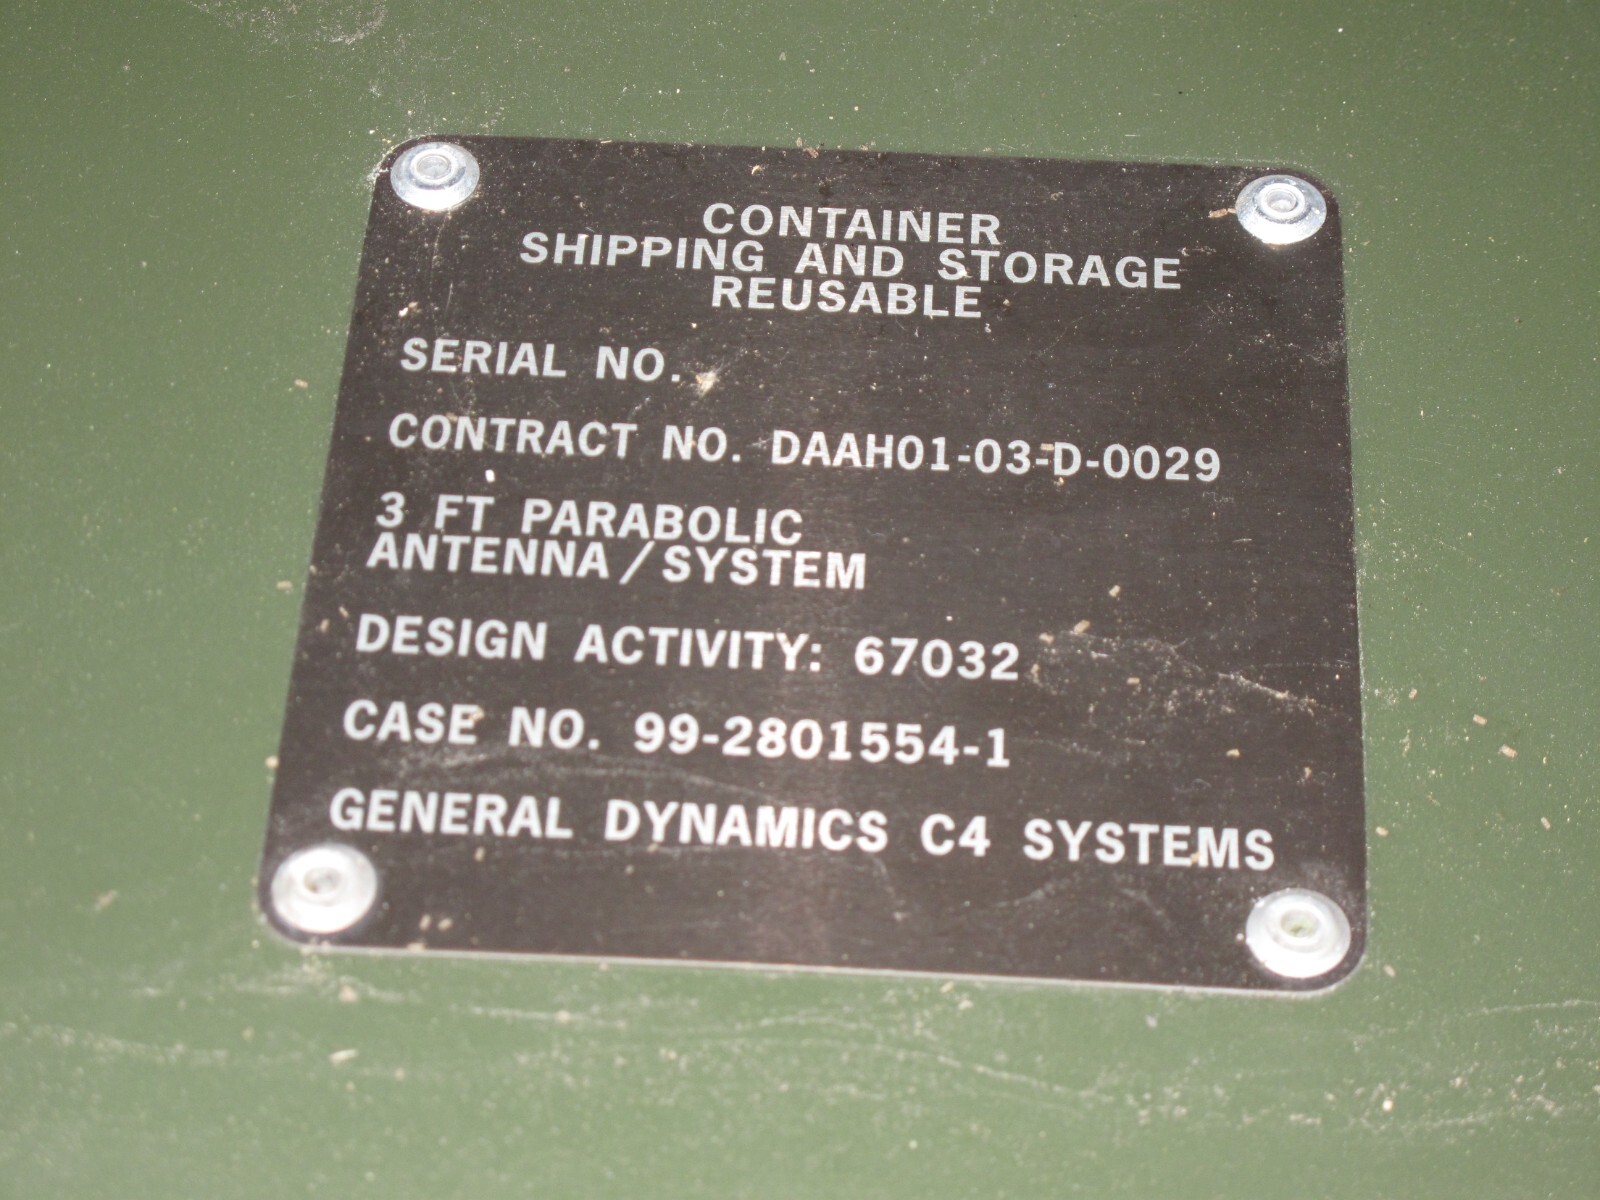 CONTAINER
SHIPPING AND STORAGE
REUSABLE
SERIAL NO.
CONTRACT NO. DAAH01-03-D-0029
3 FT PARABOLIC
ANTENNA/SYSTEM
DESIGN ACTIVITY: 67032
CASE NO. 99-2801554-1
GENERAL DYNAMICS C4 SYSTEMS